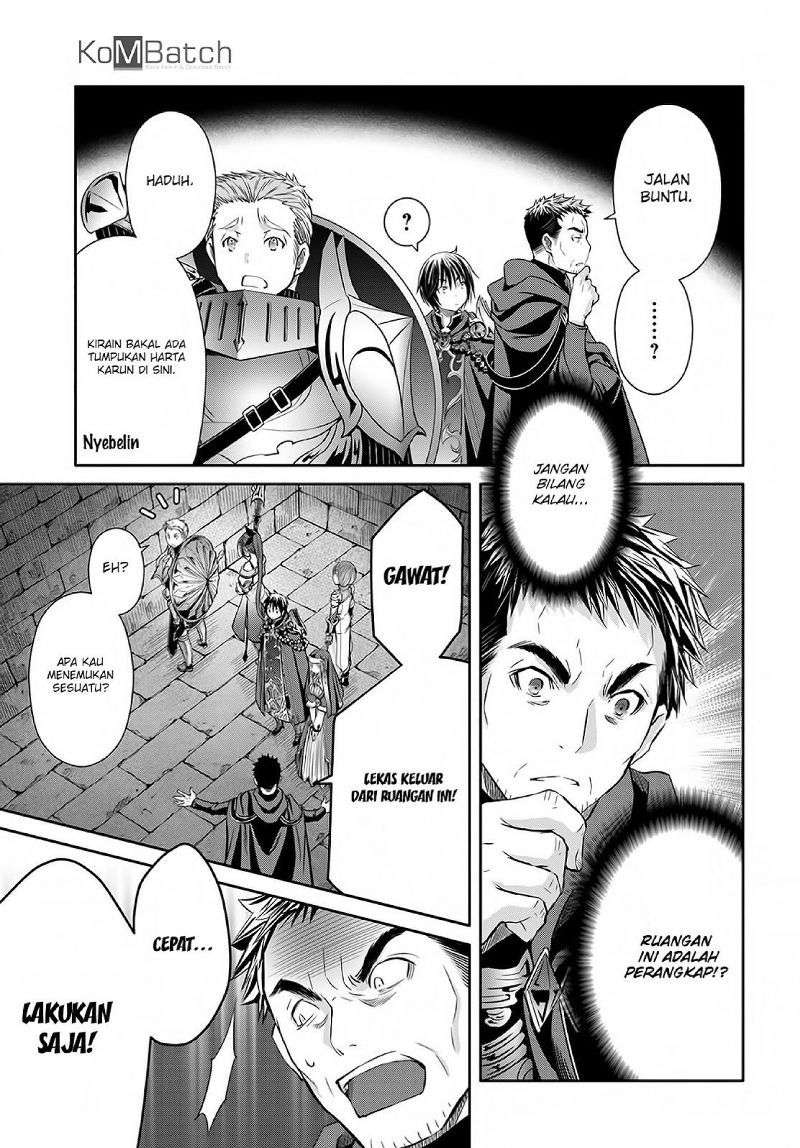 KoMBatch
JALAN
BUNTU.
........
?
?
HADUH.
KIRAIN BAKAL ADA
TUMPUKAN HARTA
KARUN DI SINI.
Nyebelin
JANGAN
BILANG
KALAU...
RUANGAN
INI ADALAH
PERANGKAP!?
GAWAT!
LEKAS KELUAR
DARI RUANGAN INI!
EH?
APA KAU
MENEMUKAN
SESUATU?
CEPAT...
LAKUKAN
SAJA!